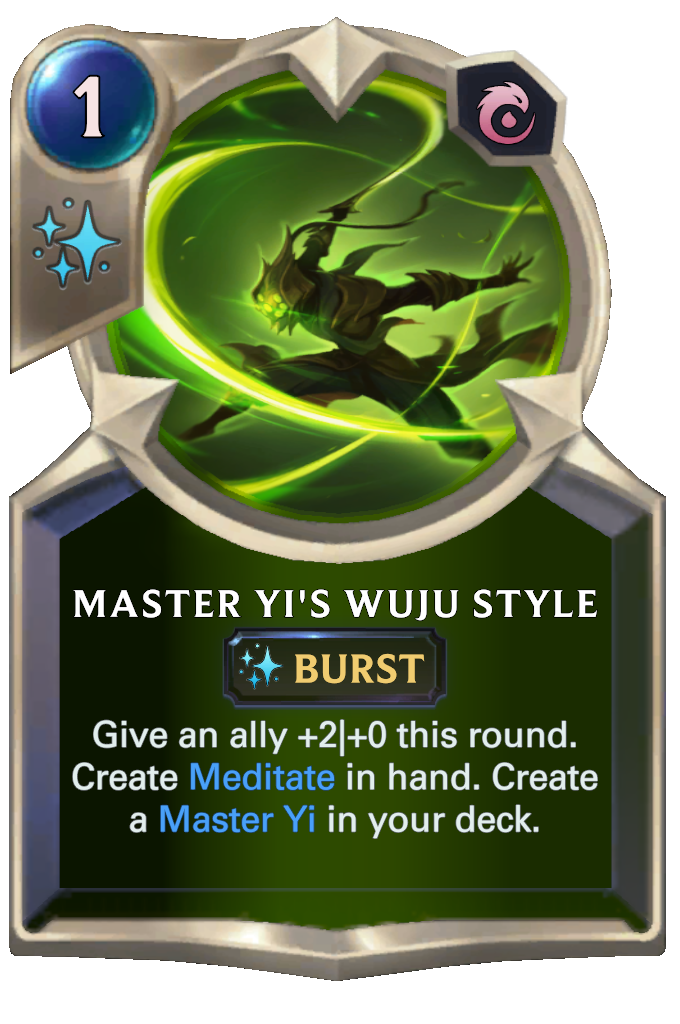 1
MASTER YI'S WUJU STYLE
BURST
Give an ally +2|+0 this round.
Create Meditate in hand. Create
a Master Yi in your deck.